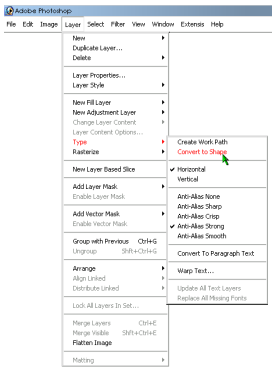 Adobe Photoshop
File Edit Image Layer Select Filter View Window Extensis Help
New
Duplicate Layer...
Delete
Layer Properties...
Layer Style
New Fill Layer
New Adjustment Layer
Change Layer Content
Layer Content Options...
Type
Rasterize
New Layer Based Slice
Add Layer Mask
Enable Layer Mask
Add Vector Mask
Enable Vector Mask
Group with Previous Ctrl+G
Ungroup Shft+Ctrl+G
Arrange
Align Linked
Distribute Linked
Lock All Layers In Set...
Merge Layers Ctrl+E
Merge Visible Shft+Ctrl+E
Flatten Image
Matting
Create Work Path
Convert to Shape
Horizontal
Vertical
Anti-Alias None
Anti-Alias Sharp
Anti-Alias Crisp
Anti-Alias Strong
Anti-Alias Smooth
Convert To Paragraph Text
Warp Text...
Update All Text Layers
Replace All Missing Fonts